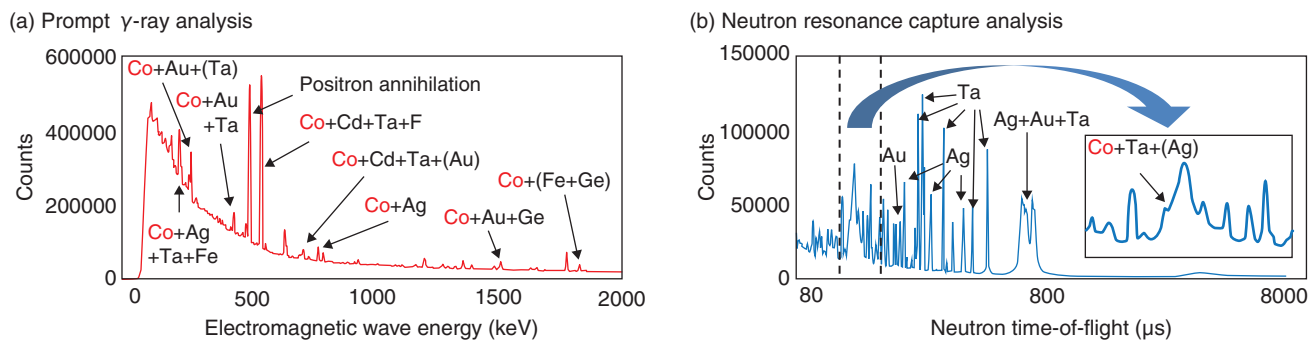 (a) Prompt γ-ray analysis
600000
400000
200000
0
Counts
Co+Au+(Ta)
Co+Au
+Ta
Positron annihilation
Co+Cd+Ta+F
Co+Cd+Ta+(Au)
Co+Ag
Co+(Fe+Ge)
Co+Au+Ge
Co+Ag
+Ta+Fe
0 500 1000 1500 2000
Electromagnetic wave energy (keV)
(b) Neutron resonance capture analysis
150000
100000
50000
0
Counts
Ta
Ag+Au+Ta
Au
Ag
Co+Ta+(Ag)
80 800 8000
Neutron time-of-flight (μs)